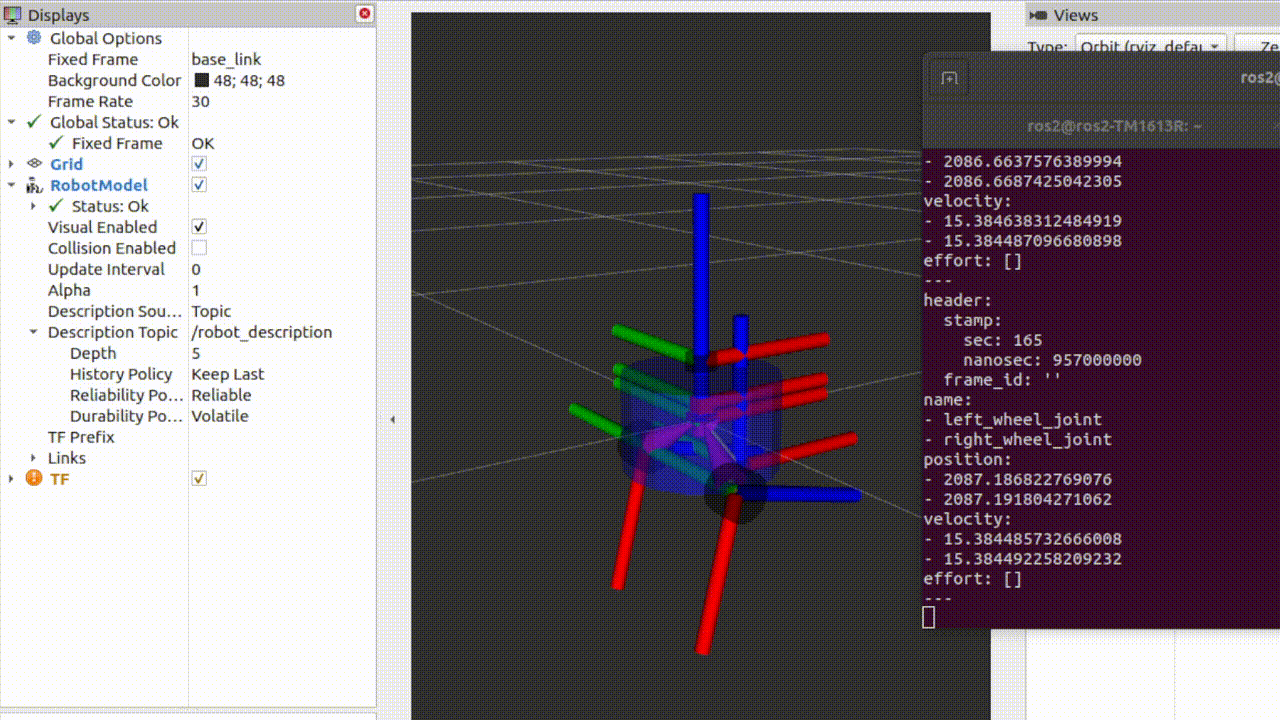 Displays
Global Options
Fixed Frame base_link
Background Color 48; 48; 48
Frame Rate 30
Global Status: Ok
Fixed Frame OK
Grid
RobotModel
Status: Ok
Visual Enabled
Collision Enabled
Update Interval 0
Alpha 1
Description Sou... Topic
Description Topic /robot_description
Depth 5
History Policy Keep Last
Reliability Po... Reliable
Durability Po... Volatile
TF Prefix
Links
TF
Views
Type: Orbit (rviz_defau Ze
ros2@
ros2@ros2-TM1613R: ~
- 2086.6637576389994
- 2086.6687425042305
velocity:
- 15.384638312484919
- 15.384487096680898
effort: []
---
header:
stamp:
sec: 165
nanosec: 957000000
frame_id: ''
name:
- left_wheel_joint
- right_wheel_joint
position:
- 2087.186822769076
- 2087.191804271062
velocity:
- 15.384485732666008
- 15.384492258209232
effort: []
---